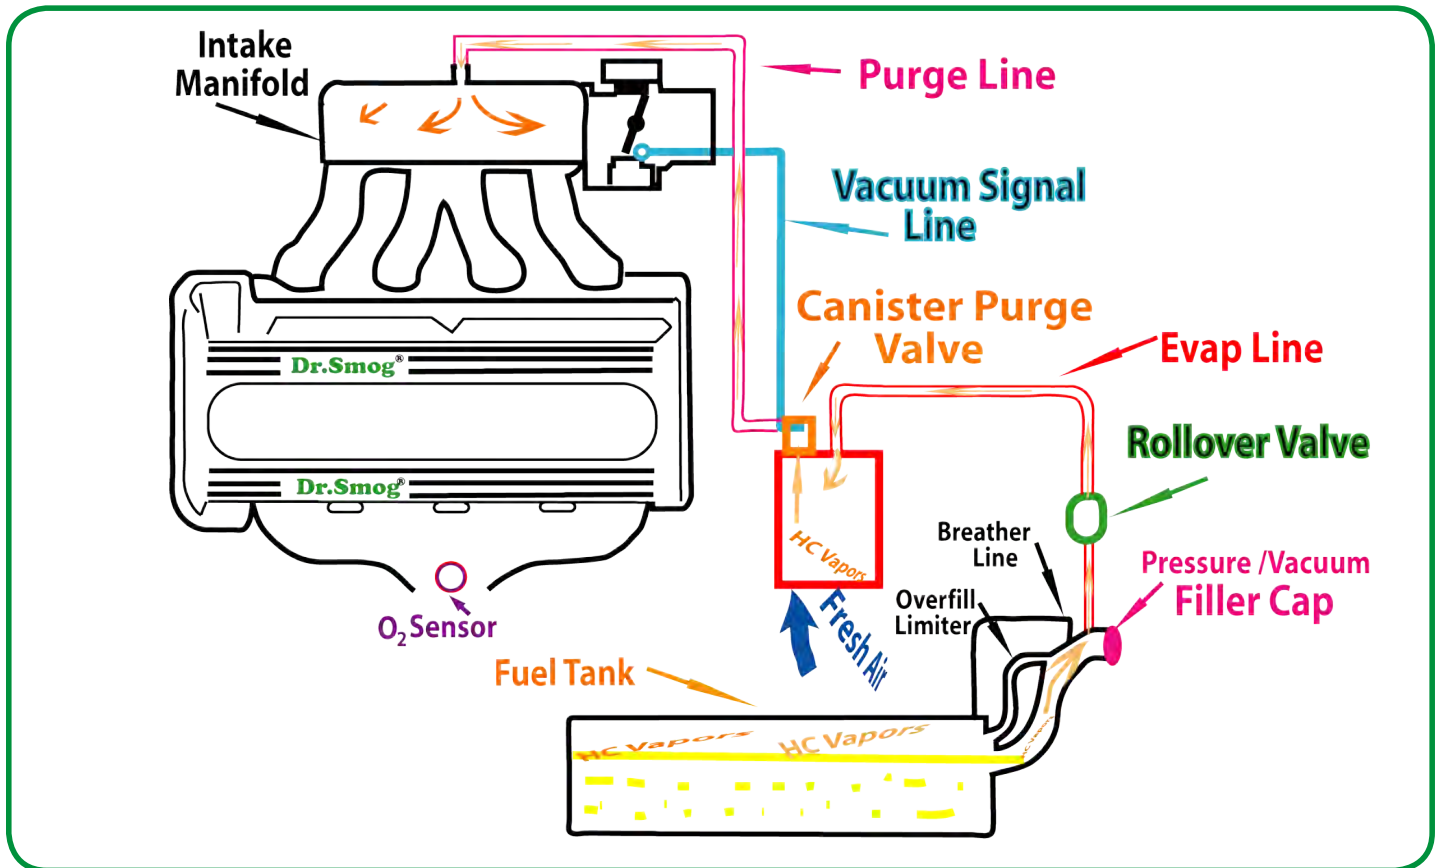 Intake
Manifold
Purge Line
Vacuum Signal
Line
Canister Purge
Valve
Evap Line
Dr.Smog®
Rollover Valve
Dr.Smog®
HC Vapors
Breather
Line
Pressure /Vacuum
Filler Cap
Overfill
Limiter
O2 Sensor
Fresh Air
Fuel Tank
HC Vapors
HC Vapors
HC Vapors